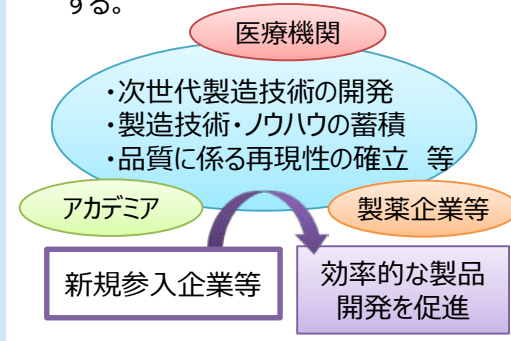 する。
医療機関
・次世代製造技術の開発
・製造技術・ノウハウの蓄積
・品質に係る再現性の確立　等
アカデミア
製薬企業等
新規参入企業等
効率的な製品
開発を促進